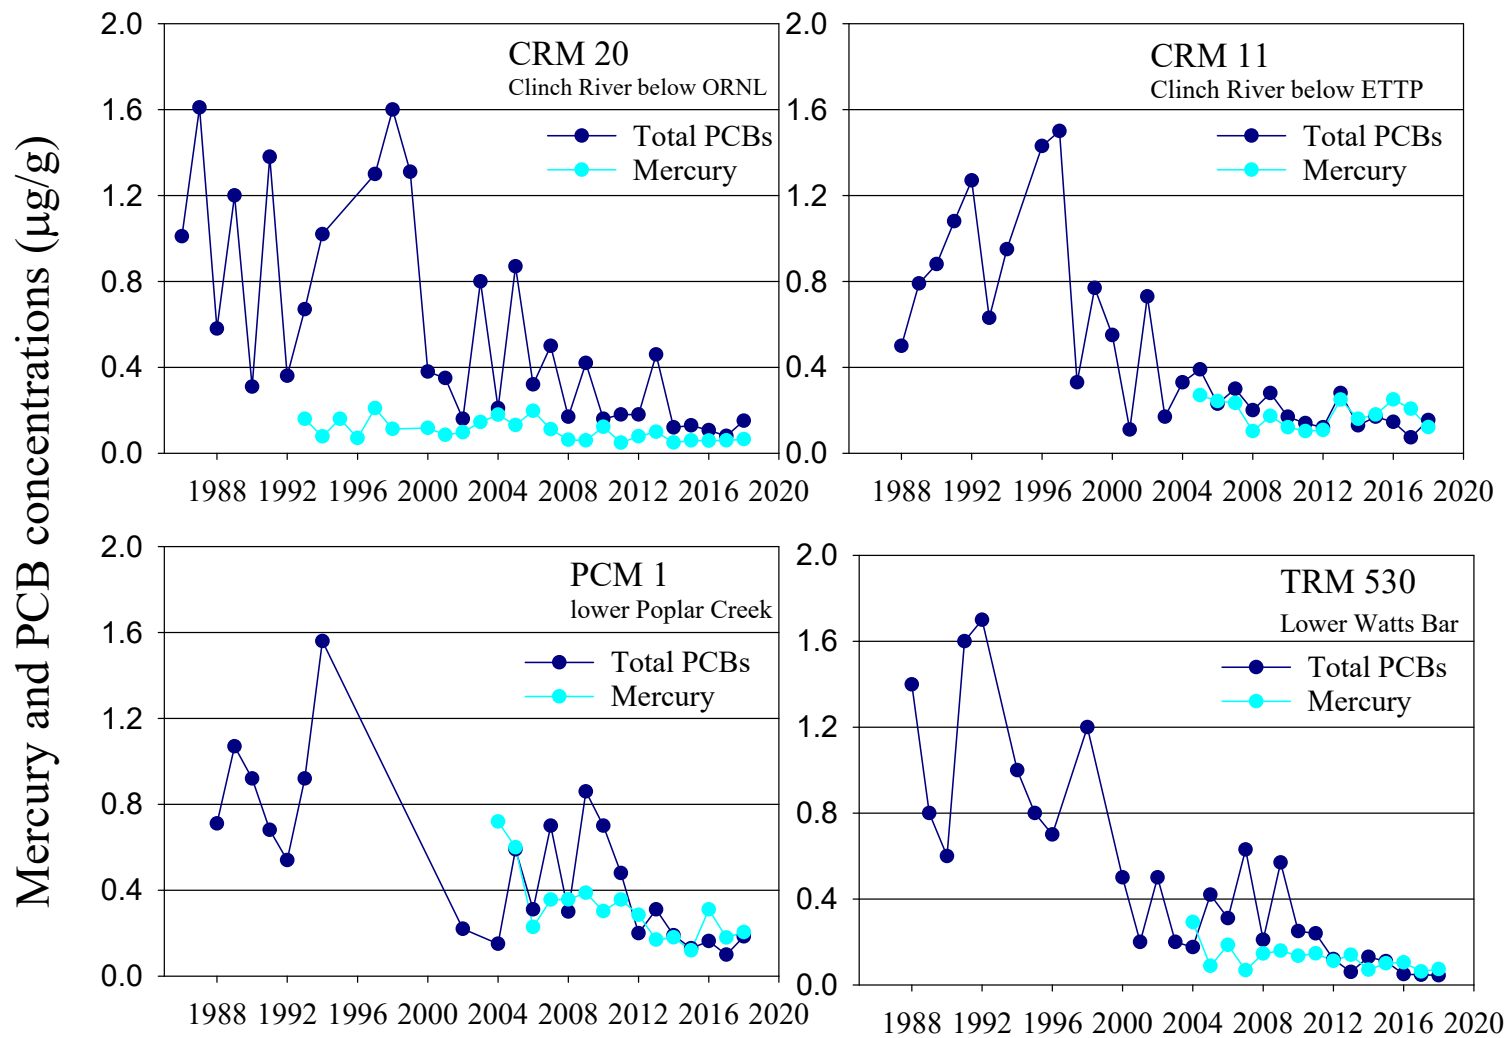 Mercury and PCB concentrations (µg/g)
2.0
1.6
1.2
0.8
0.4
0.0
CRM 20
Clinch River below ORNL
Total PCBs
Mercury
1988 1992 1996 2000 2004 2008 2012 2016 2020
2.0
1.6
1.2
0.8
0.4
0.0
CRM 11
Clinch River below ETTP
Total PCBs
Mercury
1988 1992 1996 2000 2004 2008 2012 2016 2020
2.0
1.6
1.2
0.8
0.4
0.0
PCM 1
lower Poplar Creek
Total PCBs
Mercury
1988 1992 1996 2000 2004 2008 2012 2016 2020
2.0
1.6
1.2
0.8
0.4
0.0
TRM 530
Lower Watts Bar
Total PCBs
Mercury
1988 1992 1996 2000 2004 2008 2012 2016 2020